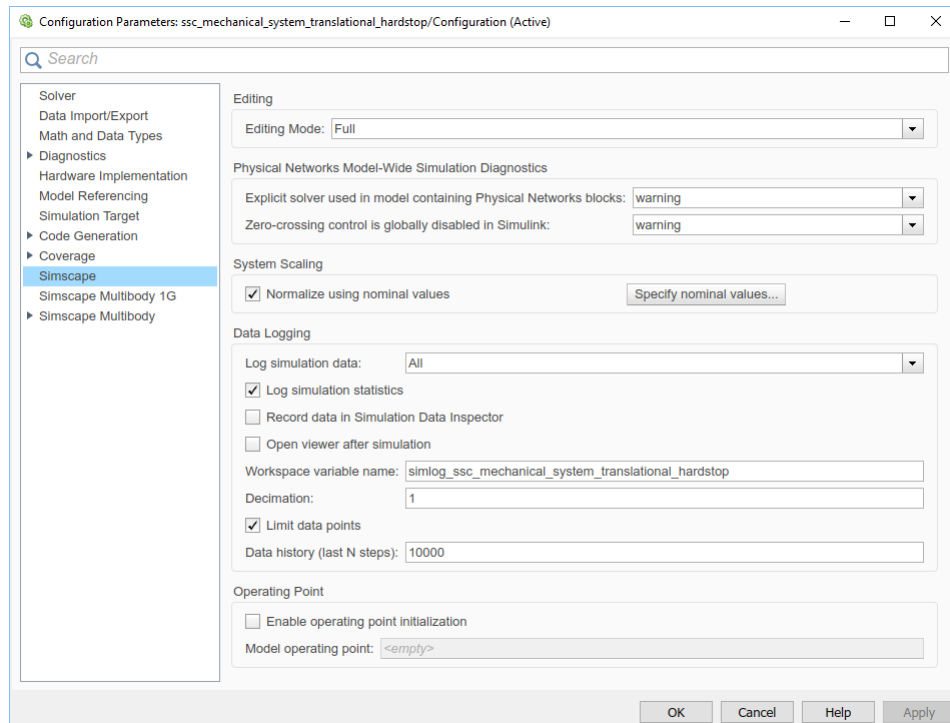 Configuration Parameters: ssc_mechanical_system_translational_hardstop/Configuration (Active)
Search
Solver
Data Import/Export
Math and Data Types
Diagnostics
Hardware Implementation
Model Referencing
Simulation Target
Code Generation
Coverage
Simscape
Simscape Multibody 1G
Simscape Multibody
Editing
Editing Mode: Full
Physical Networks Model-Wide Simulation Diagnostics
Explicit solver used in model containing Physical Networks blocks: warning
Zero-crossing control is globally disabled in Simulink: warning
System Scaling
Normalize using nominal values Specify nominal values...
Data Logging
Log simulation data: All
Log simulation statistics
Record data in Simulation Data Inspector
Open viewer after simulation
Workspace variable name: simlog_ssc_mechanical_system_translational_hardstop
Decimation: 1
Limit data points
Data history (last N steps): 10000
Operating Point
Enable operating point initialization
Model operating point: <empty>
OK Cancel Help Apply